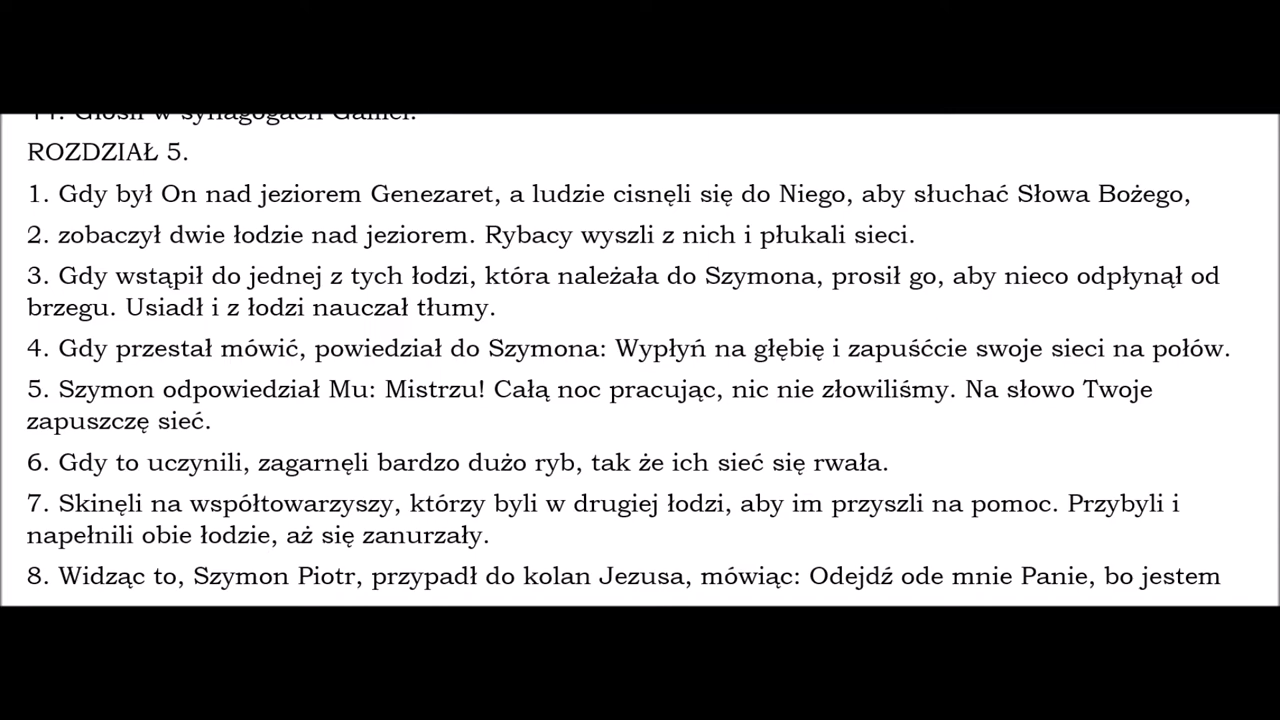 44. Głosił w synagogach Galilei.
ROZDZIAŁ 5.
1. Gdy był On nad jeziorem Genezaret, a ludzie cisnęli się do Niego, aby słuchać Słowa Bożego,
2. zobaczył dwie łodzie nad jeziorem. Rybacy wyszli z nich i płukali sieci.
3. Gdy wstąpił do jednej z tych łodzi, która należała do Szymona, prosił go, aby nieco odpłynął od
brzegu. Usiadł i z łodzi nauczał tłumy.
4. Gdy przestał mówić, powiedział do Szymona: Wypłyń na głębię i zapuśćcie swoje sieci na połów.
5. Szymon odpowiedział Mu: Mistrzu! Całą noc pracując, nic nie złowiliśmy. Na słowo Twoje
zapuszczę sieć.
6. Gdy to uczynili, zagarnęli bardzo dużo ryb, tak że ich sieć się rwała.
7. Skinęli na współtowarzyszy, którzy byli w drugiej łodzi, aby im przyszli na pomoc. Przybyli i
napełnili obie łodzie, aż się zanurzały.
8. Widząc to, Szymon Piotr, przypadł do kolan Jezusa, mówiąc: Odejdź ode mnie Panie, bo jestem